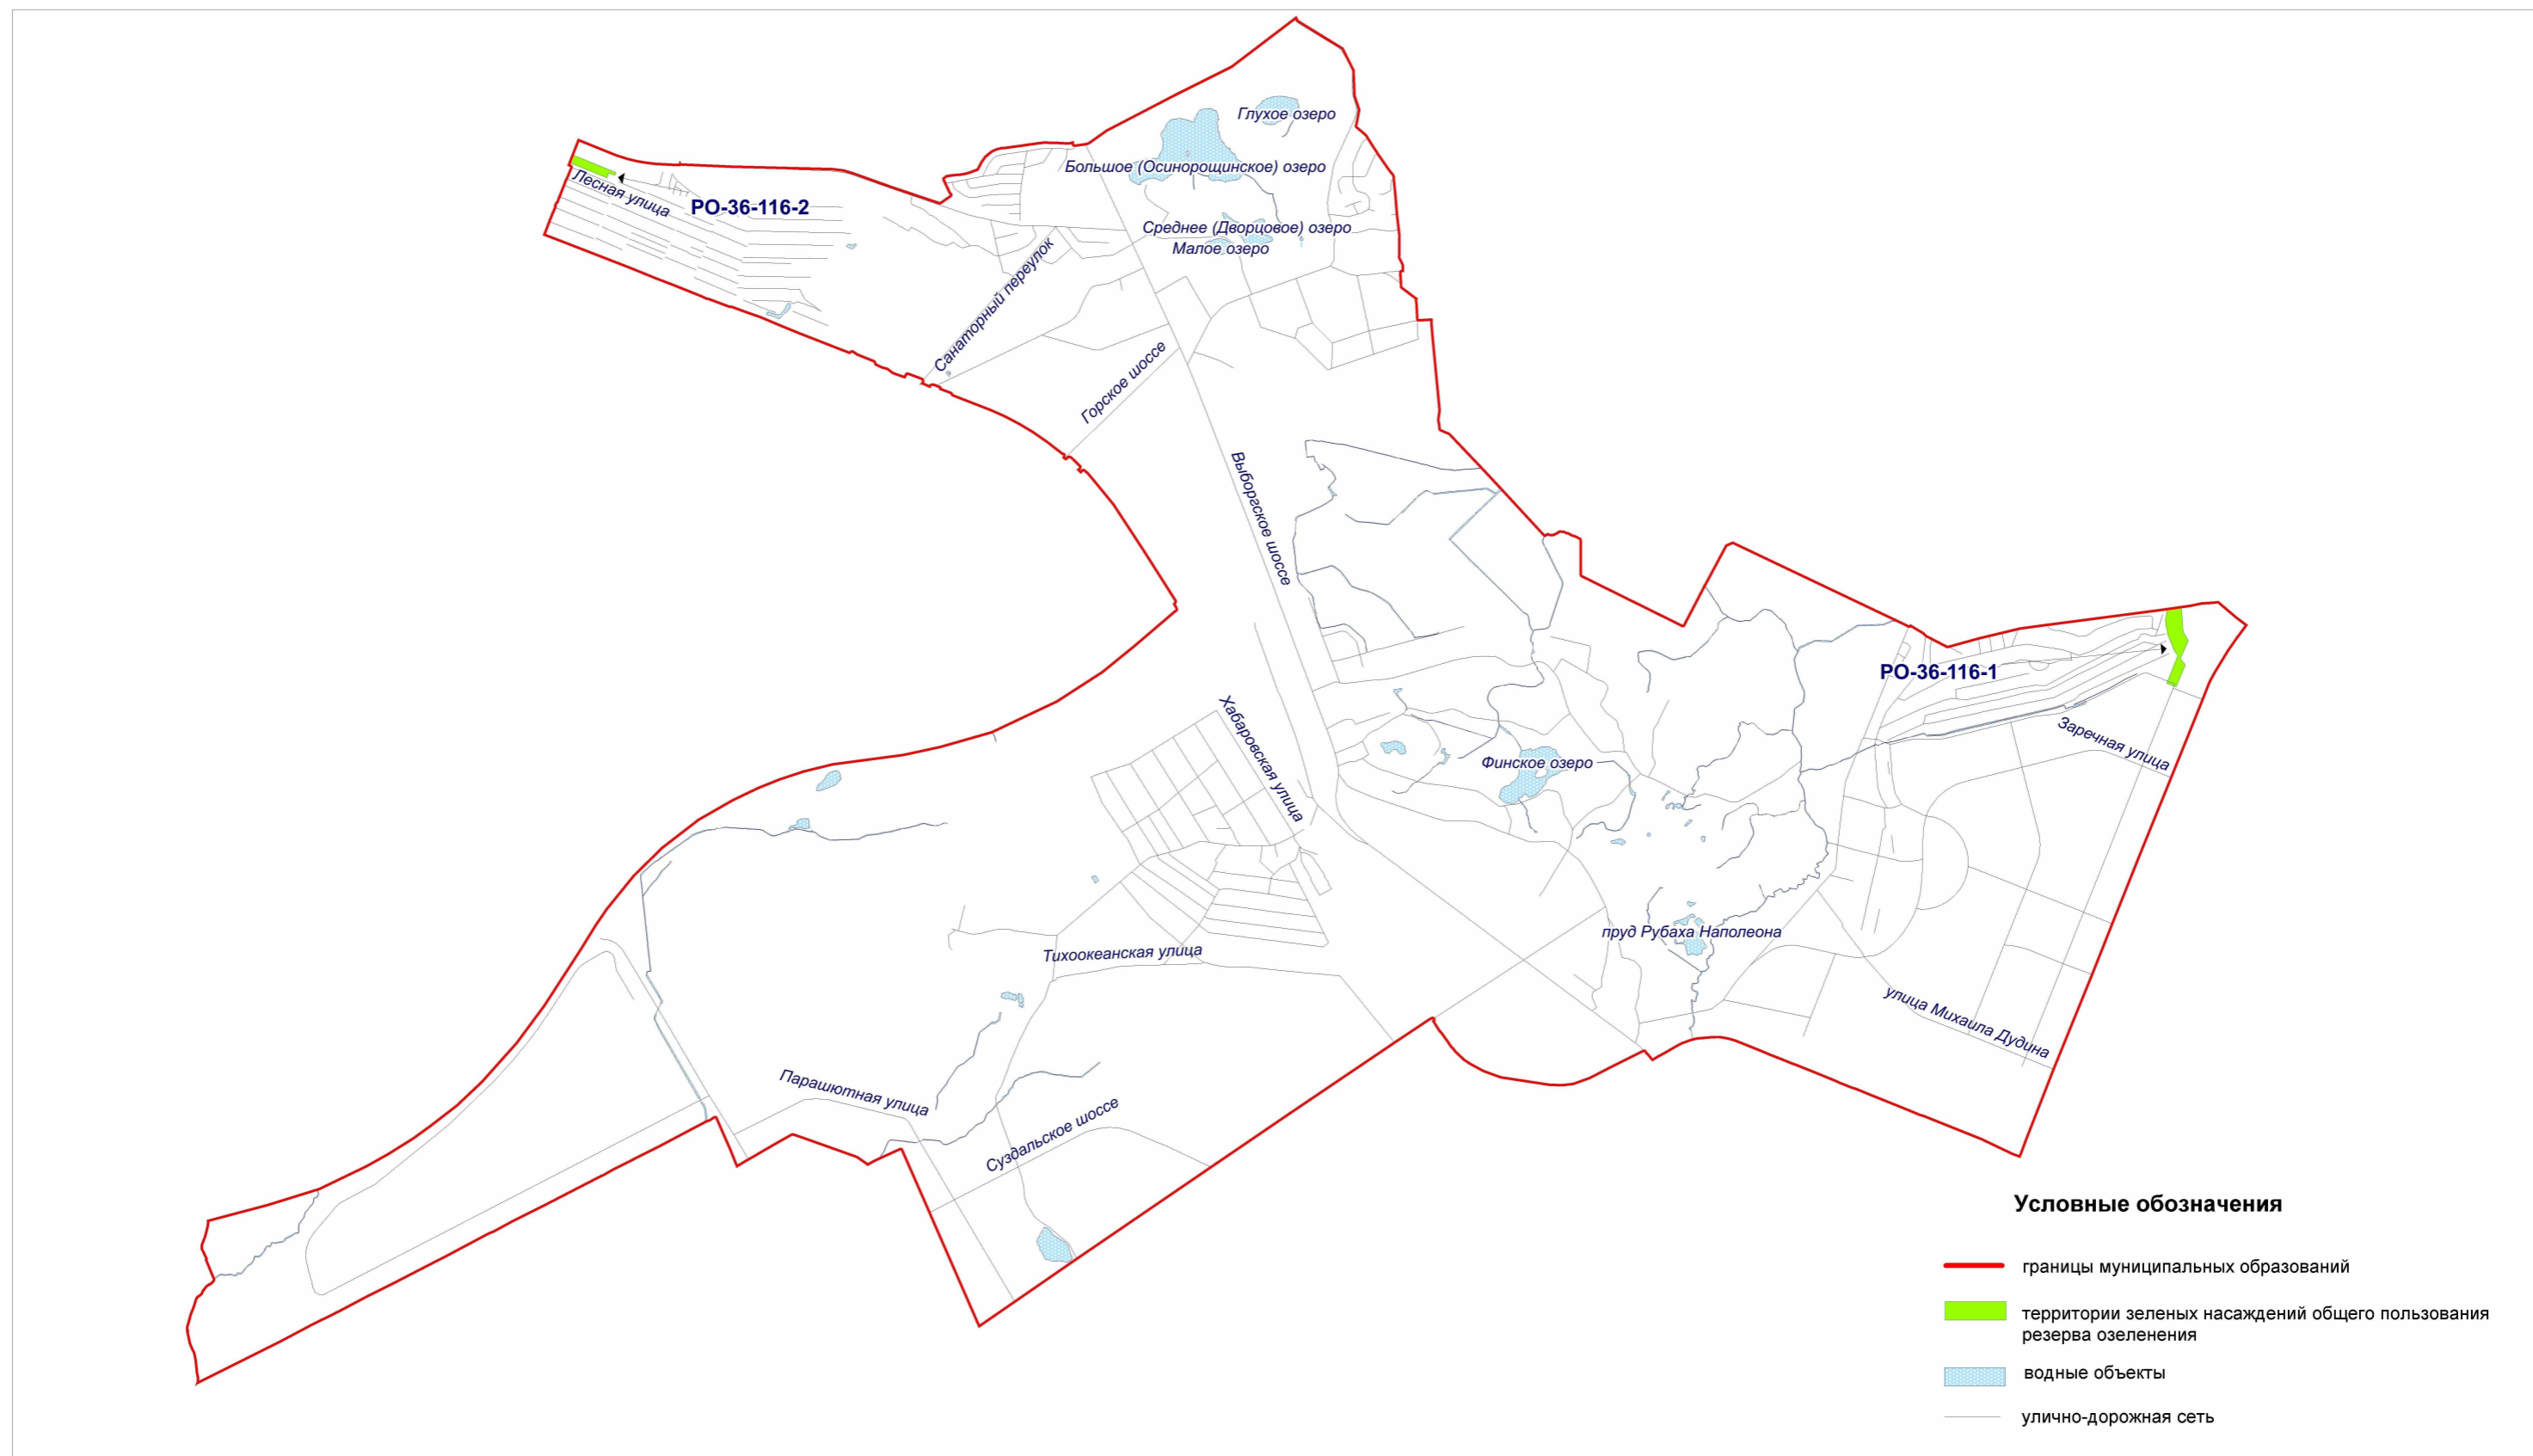 Глухое озеро
Большое (Осинорощинское) озеро
Лесная улица
РО-36-116-2
Среднее (Дворцовое) озеро
Малое озеро
Санаторный переулок
Горское шоссе
Выборгское шоссе
РО-36-116-1
Заречная улица
Хабаровская улица
Финское озеро
пруд Рубаха Наполеона
Тихоокеанская улица
улица Михаила Дудина
Парашютная улица
Суздальское шоссе
Условные обозначения
границы муниципальных образований
территории зеленых насаждений общего пользования
резерва озеленения
водные объекты
улично-дорожная сеть